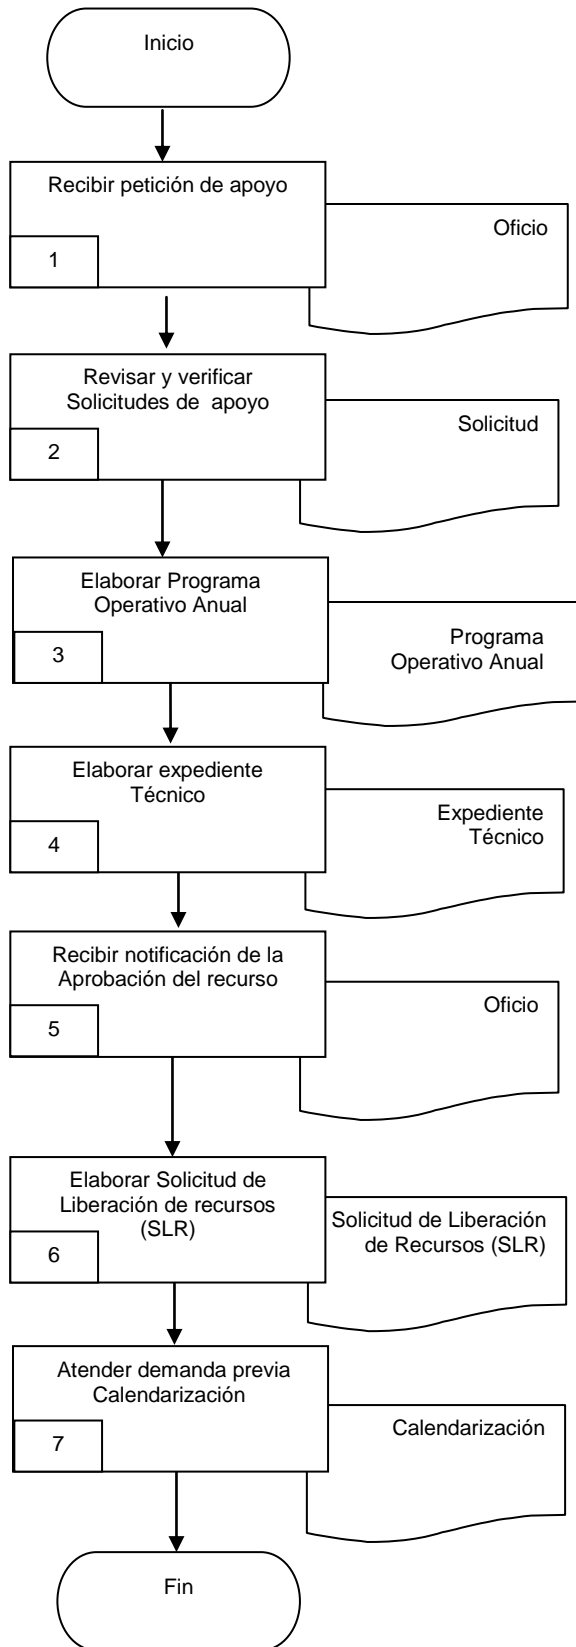 Inicio
Recibir petición de apoyo
1
Oficio
Revisar y verificar
Solicitudes de  apoyo
2
Solicitud
Elaborar Programa
Operativo Anual
3
Programa
Operativo Anual
Elaborar expediente
Técnico
4
Expediente
Técnico
Recibir notificación de la
Aprobación del recurso
5
Oficio
Elaborar Solicitud de
Liberación de recursos
(SLR)
6
Solicitud de Liberación
de Recursos (SLR)
Atender demanda previa
Calendarización
7
Calendarización
Fin